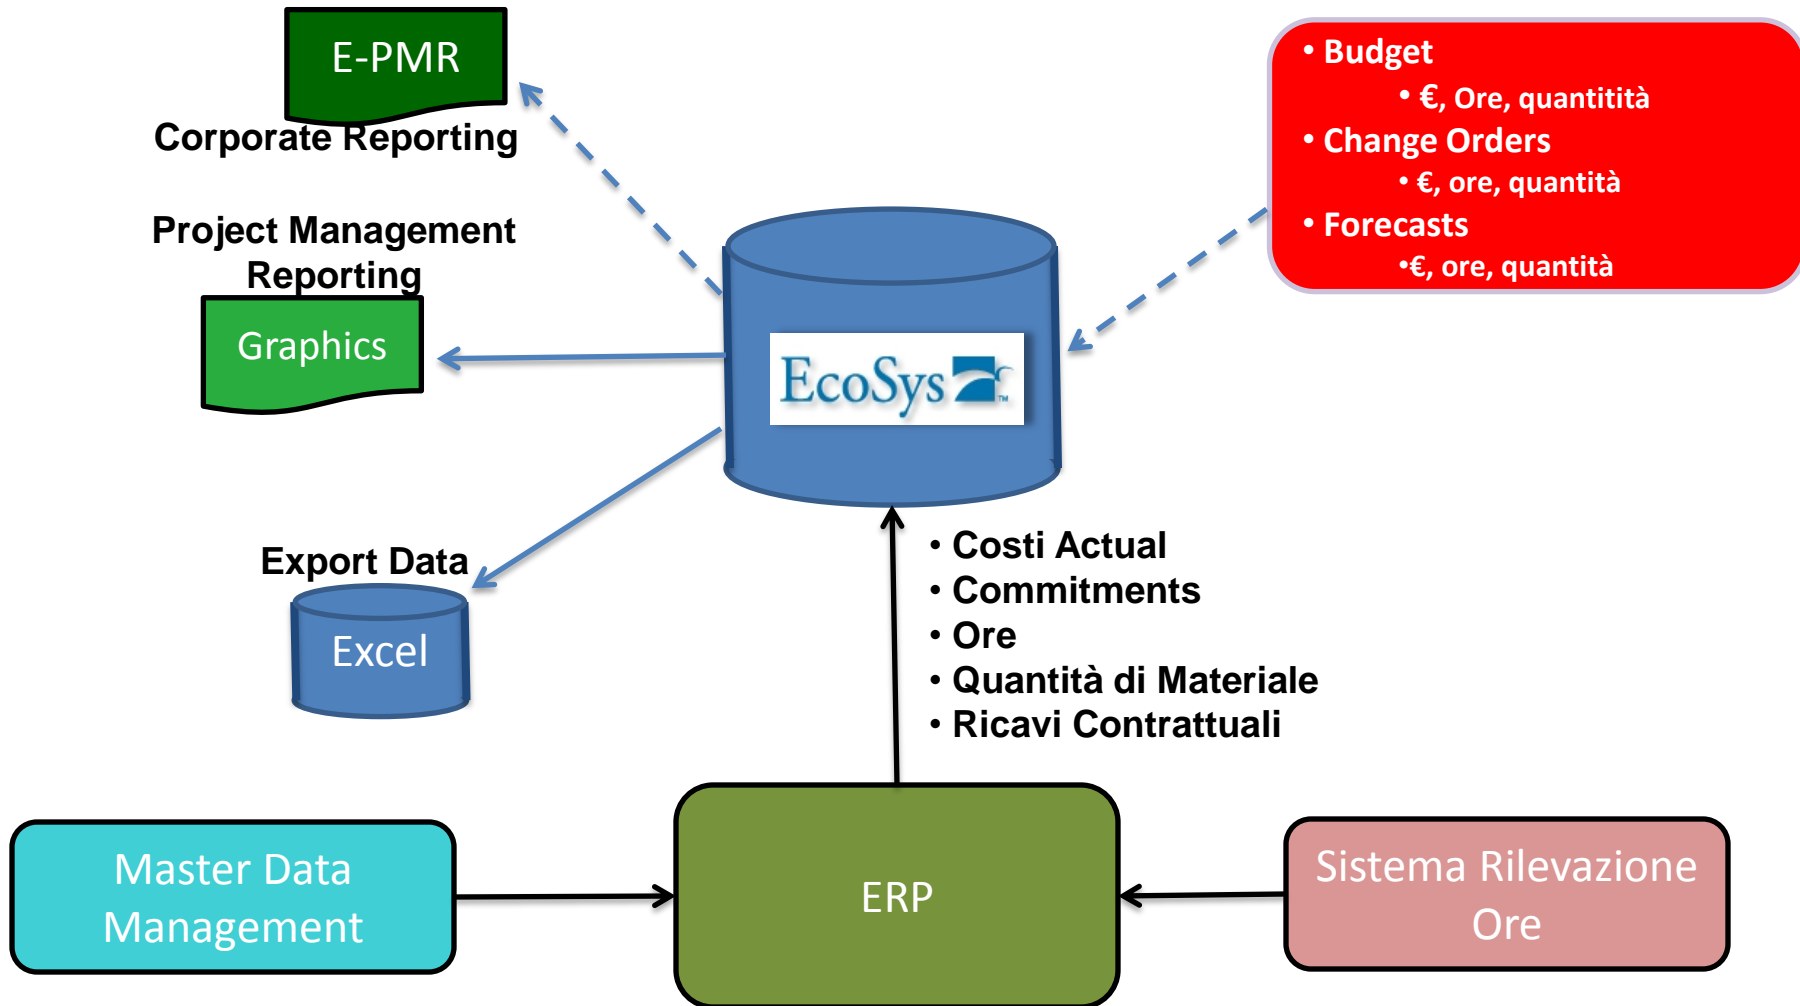 E-PMR
Corporate Reporting
Project Management
Reporting
Graphics
Export Data
Excel
EcoSys™
• Budget
• €, Ore, quantitità
• Change Orders
• €, ore, quantità
• Forecasts
•€, ore, quantità
• Costi Actual
• Commitments
• Ore
• Quantità di Materiale
• Ricavi Contrattuali
Master Data
Management
ERP
Sistema Rilevazione
Ore